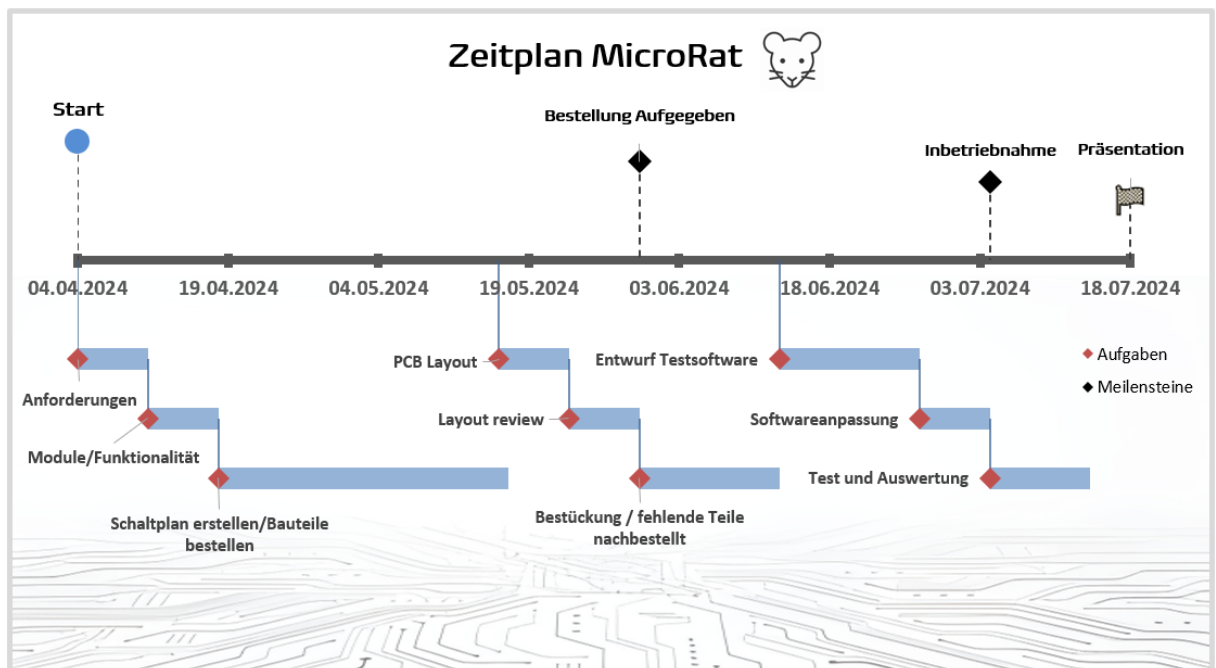 Zeitplan MicroRat
Start
Bestellung Aufgegeben
Inbetriebnahme
Präsentation
04.04.2024
19.04.2024
04.05.2024
19.05.2024
03.06.2024
18.06.2024
03.07.2024
18.07.2024
Aufgaben
Meilensteine
Anforderungen
Module/Funktionalität
Schaltplan erstellen/Bauteile
bestellen
PCB Layout
Layout review
Bestückung / fehlende Teile
nachbestellt
Entwurf Testsoftware
Softwareanpassung
Test und Auswertung